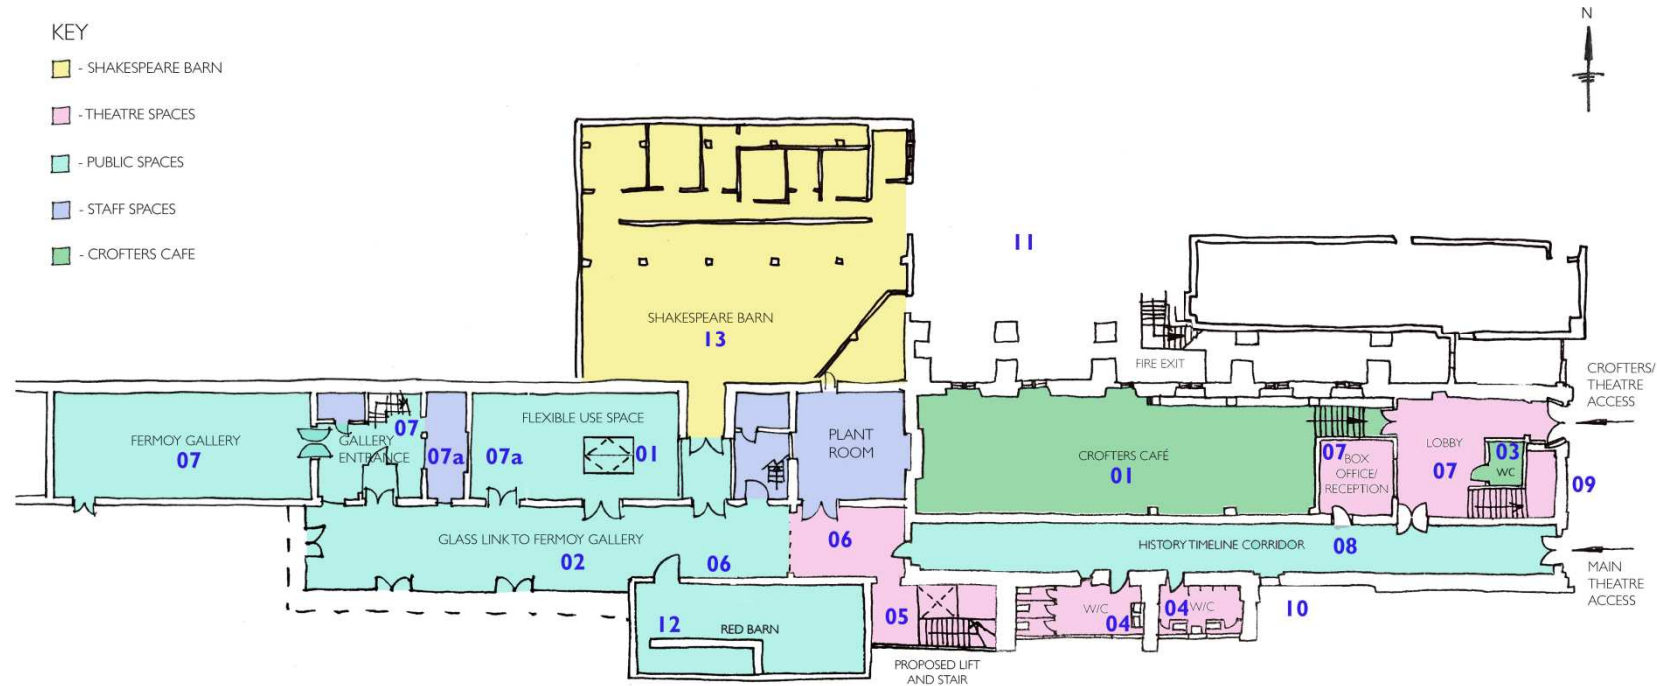 KEY
- SHAKESPEARE BARN
- THEATRE SPACES
- PUBLIC SPACES
- STAFF SPACES
- CROFTERS CAFE
N
11
SHAKESPEARE BARN
13
FIRE EXIT
CROFTERS/
THEATRE
ACCESS
FERMOY GALLERY
07
07
GALLERY
ENTRANCE
07a
FLEXIBLE USE SPACE
07a
01
PLANT
ROOM
CROFTERS CAFÉ
01
07
BOX
OFFICE/
RECEPTION
LOBBY
07
03
WC
09
GLASS LINK TO FERMOY GALLERY
02
06
06
HISTORY TIMELINE CORRIDOR
08
MAIN
THEATRE
ACCESS
12
RED BARN
05
W/C
04
04
W/C
10
PROPOSED LIFT
AND STAIR